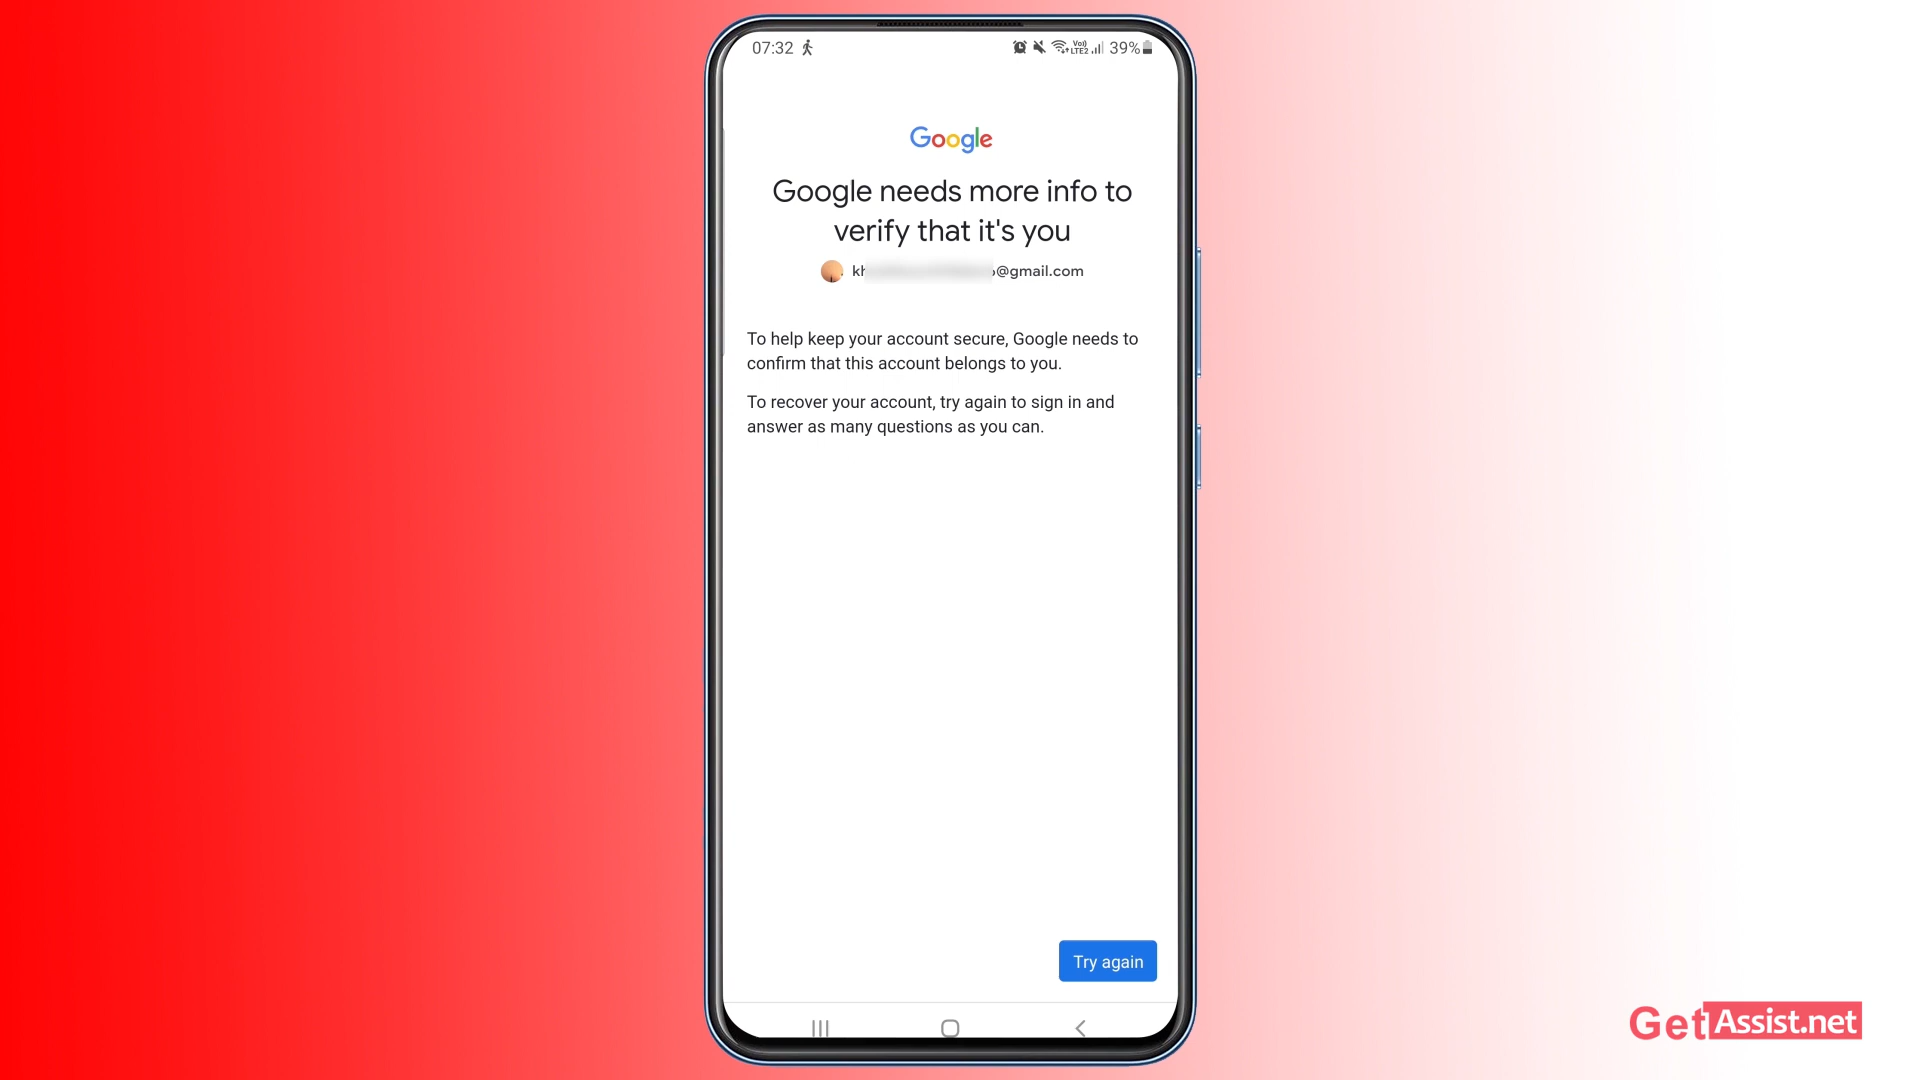 07:32 Vo) LTE2 39%
Google
Google needs more info to
verify that it's you
@gmail.com
To help keep your account secure, Google needs to
confirm that this account belongs to you.
To recover your account, try again to sign in and
answer as many questions as you can.
Try again
GetAssist.net